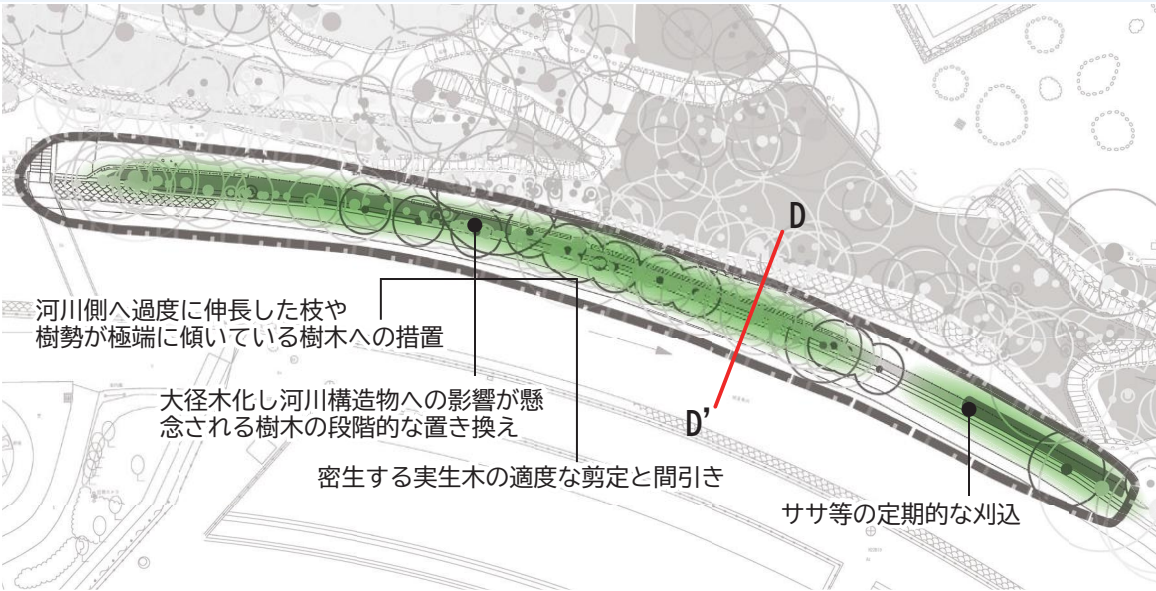 D
河川側へ過度に伸長した枝や
樹勢が極端に傾いている樹木への措置
大径木化し河川構造物への影響が懸
念される樹木の段階的な置き換え
D’
密生する実生木の適度な剪定と間引き
ササ等の定期的な刈込